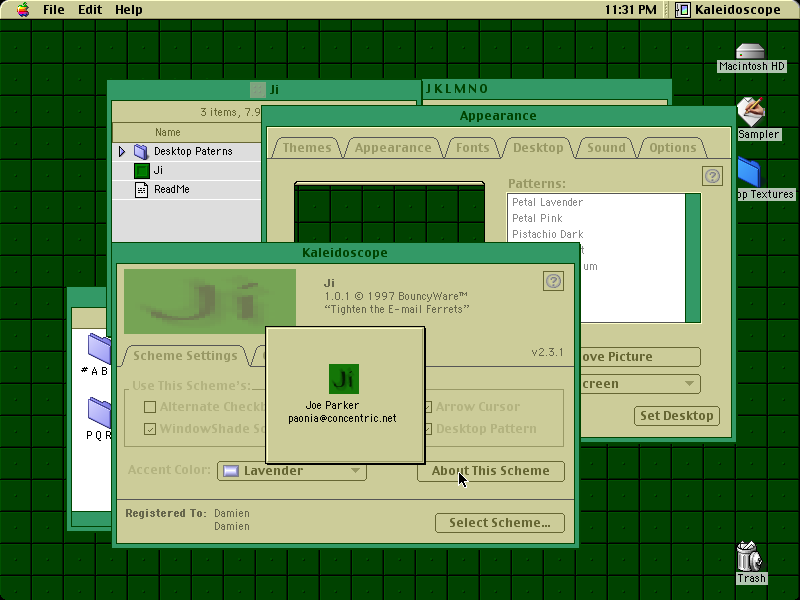 File Edit Help
11:31 PM
Kaleidoscope
Macintosh HD
Sampler
op Textures
Trash
Ji
3 items, 7.9
Name
Desktop Paterns
Ji
ReadMe
J K L M N O
Appearance
Themes
Appearance
Fonts
Desktop
Sound
Options
Patterns:
Petal Lavender
Petal Pink
Pistachio Dark
t
um
ove Picture
creen
Set Desktop
* A B
P Q R
Kaleidoscope
Ji
Ji
1.0.1 © 1997 BouncyWare™
“Tighten the E-mail Ferrets”
v2.3.1
Scheme Settings
Use This Scheme's:
Alternate Checkb
Arrow Cursor
WindowShade So
Desktop Pattern
Accent Color:
Lavender
About This Scheme
Registered To: Damien
Damien
Select Scheme...
Ji
Joe Parker
paonia@concentric.net